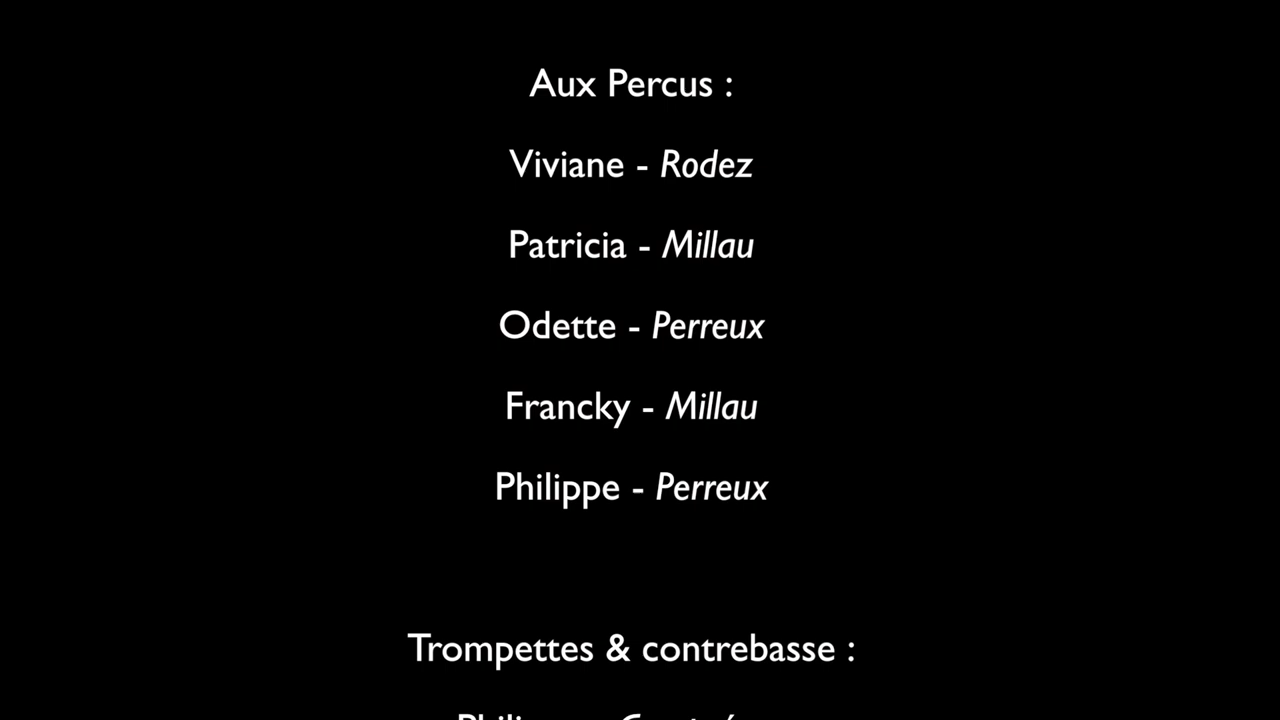 Aux Percus :
Viviane - Rodez
Patricia - Millau
Odette - Perreux
Francky - Millau
Philippe - Perreux
Trompettes & contrebasse :